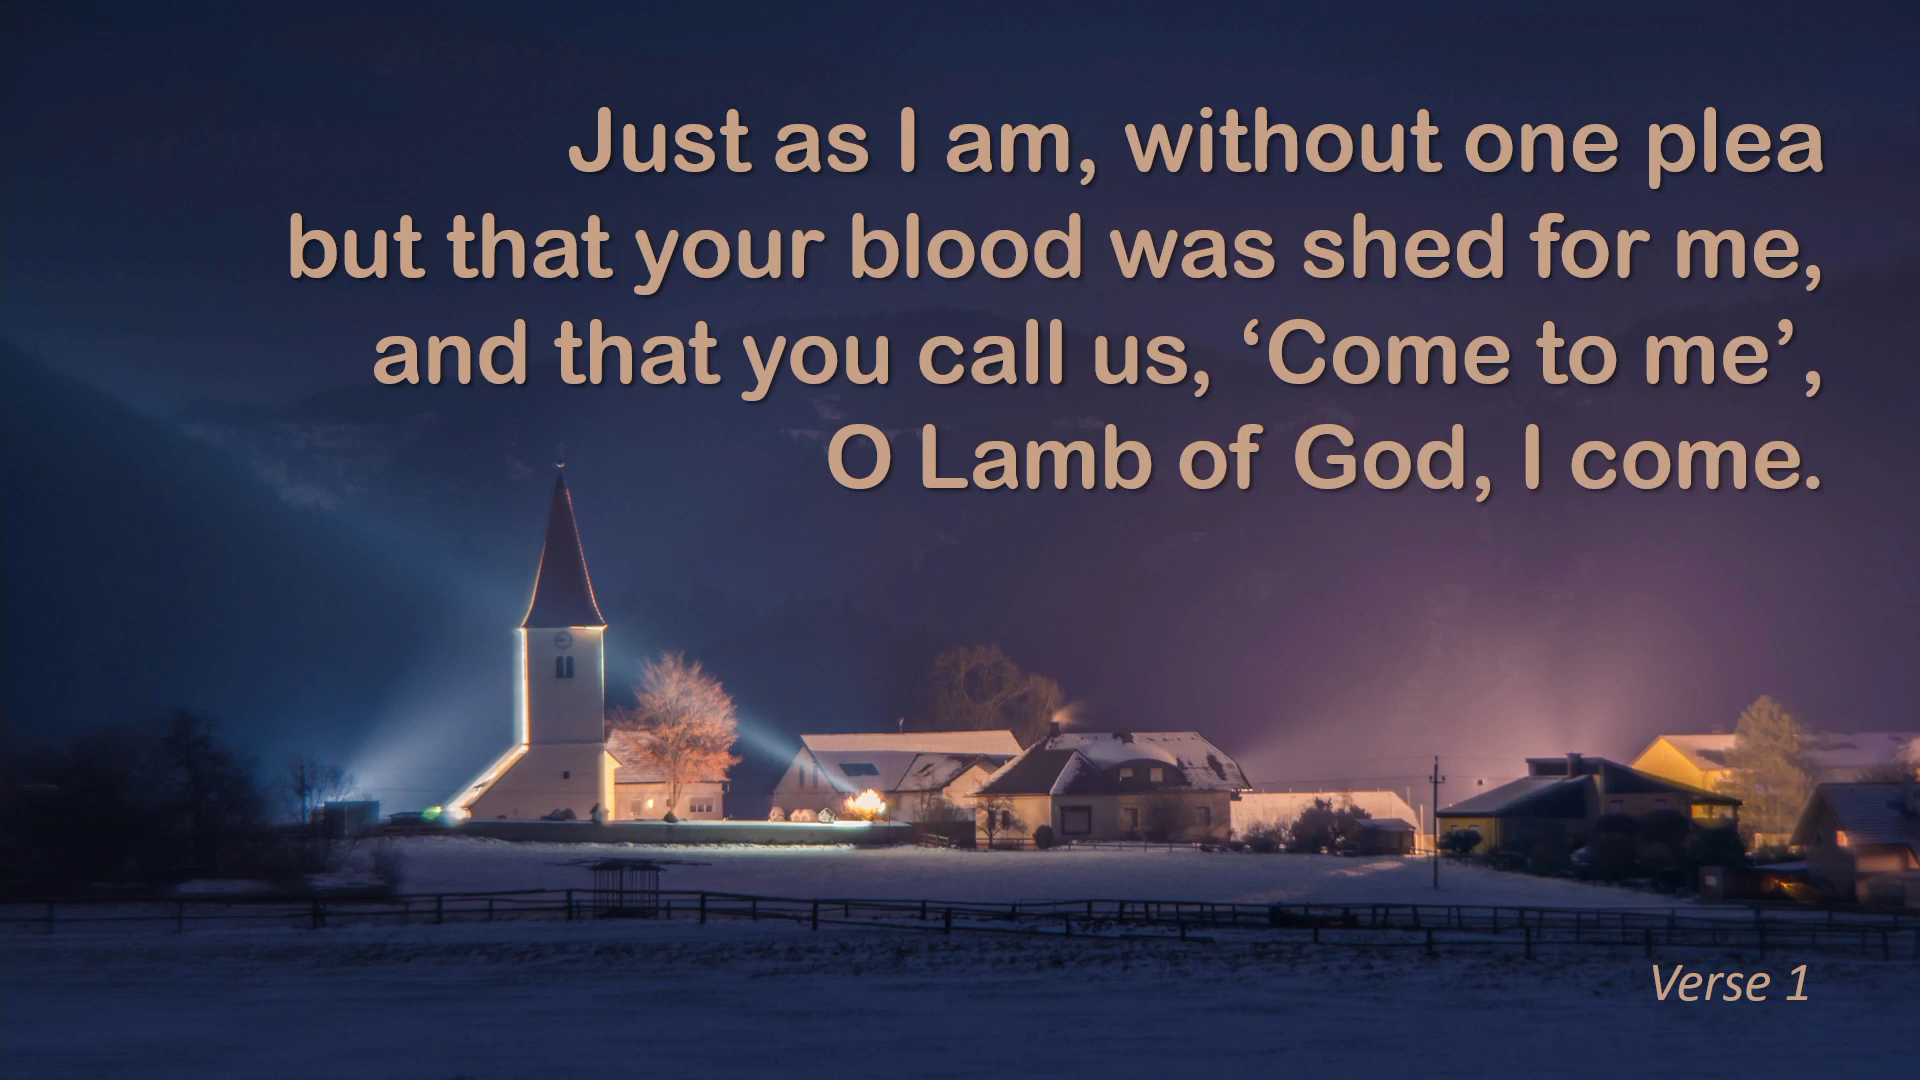 Just as I am, without one plea
but that your blood was shed for me,
and that you call us, ‘Come to me’,
O Lamb of God, I come.
Verse 1